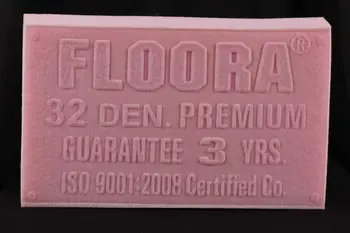 FLOORA®
32 DEN. PREMIUM
GUARANTEE 3 YRS.
ISO 9001:2008 Certified Co.